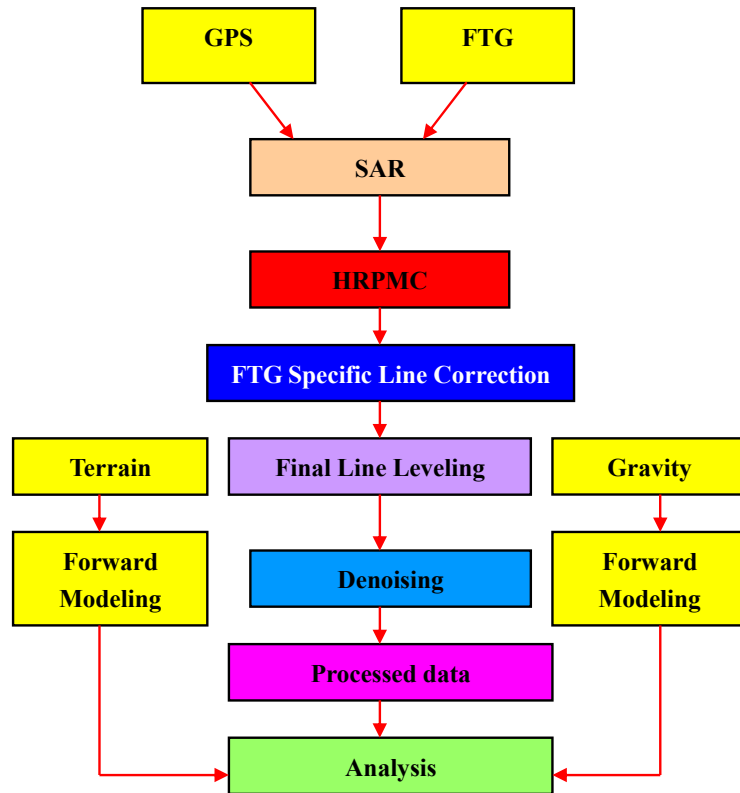 GPS
FTG
SAR
HRPMC
FTG Specific Line Correction
Terrain
Final Line Leveling
Gravity
Forward
Modeling
Denoising
Forward
Modeling
Processed data
Analysis